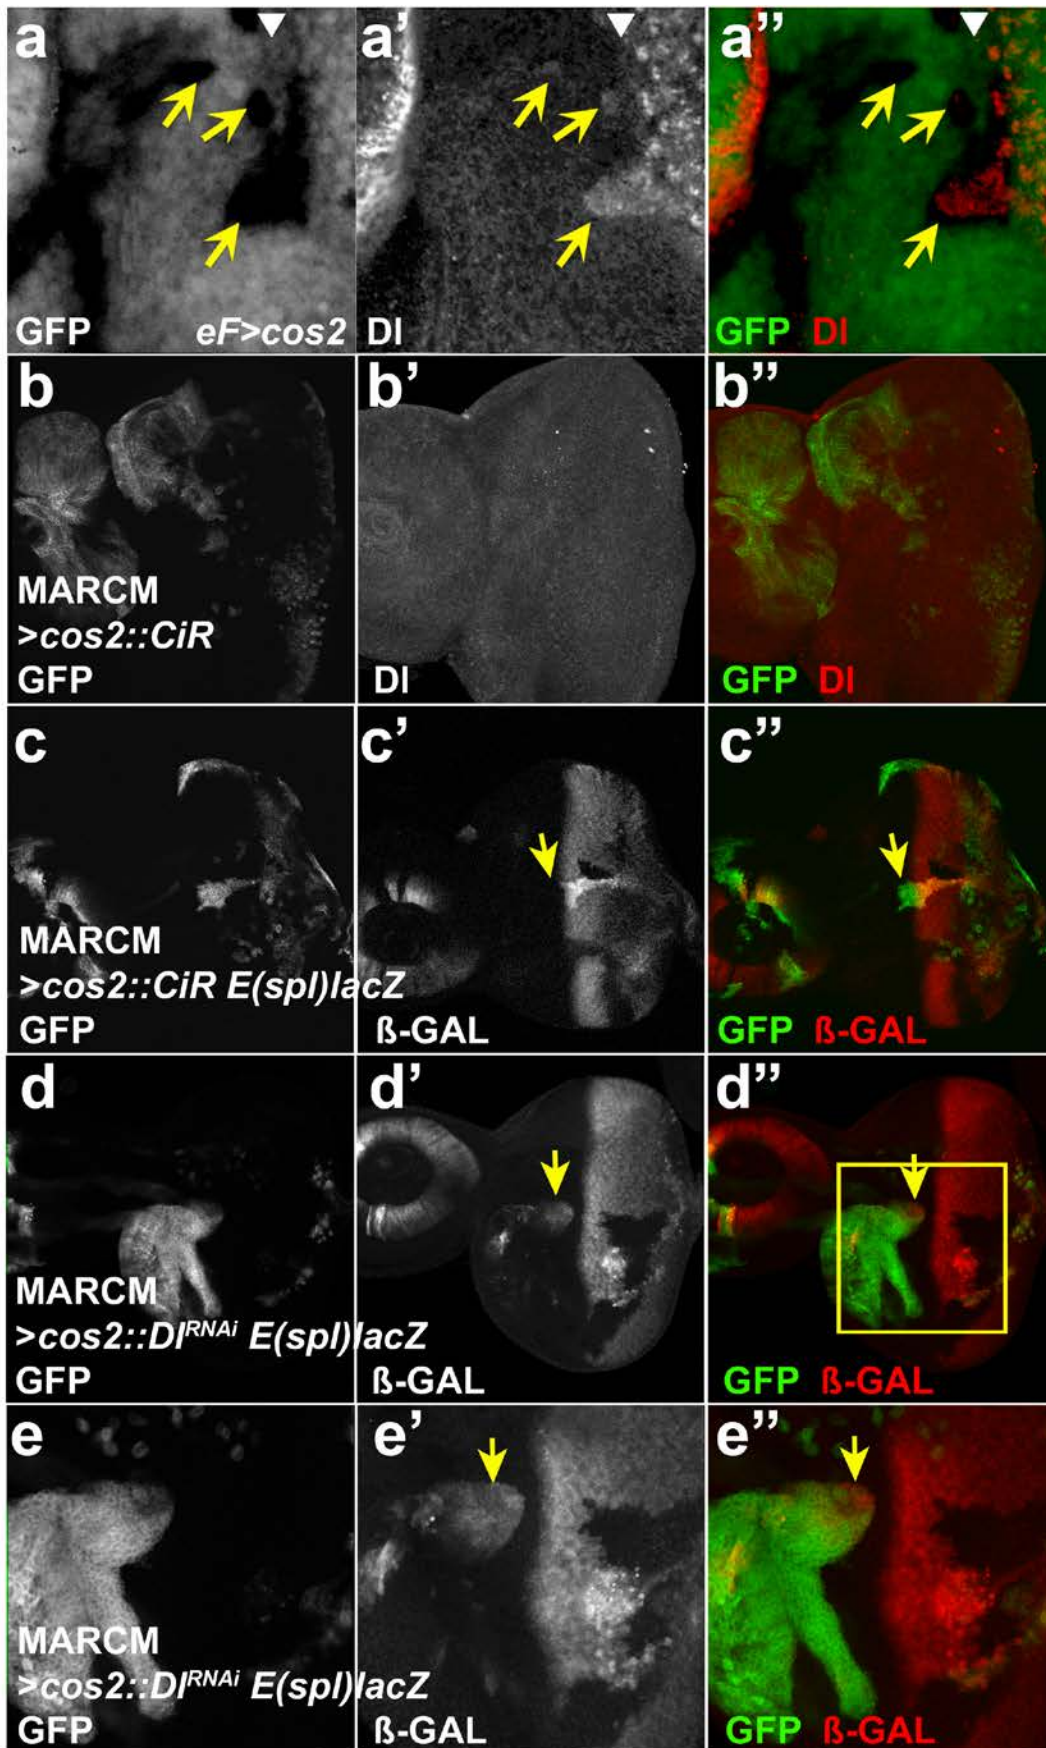 a a’ a”
GFP eF>cos2 Dl GFP Dl
b b’ b”
MARCM
>cos2::CiR
GFP Dl GFP Dl
c c’ c”
MARCM
>cos2::CiR E(spl)lacZ
GFP ß-GAL GFP ß-GAL
d d’ d”
MARCM
>cos2::Dl^RNAi E(spl)lacZ
GFP ß-GAL GFP ß-GAL
e e’ e”
MARCM
>cos2::Dl^RNAi E(spl)lacZ
GFP ß-GAL GFP ß-GAL